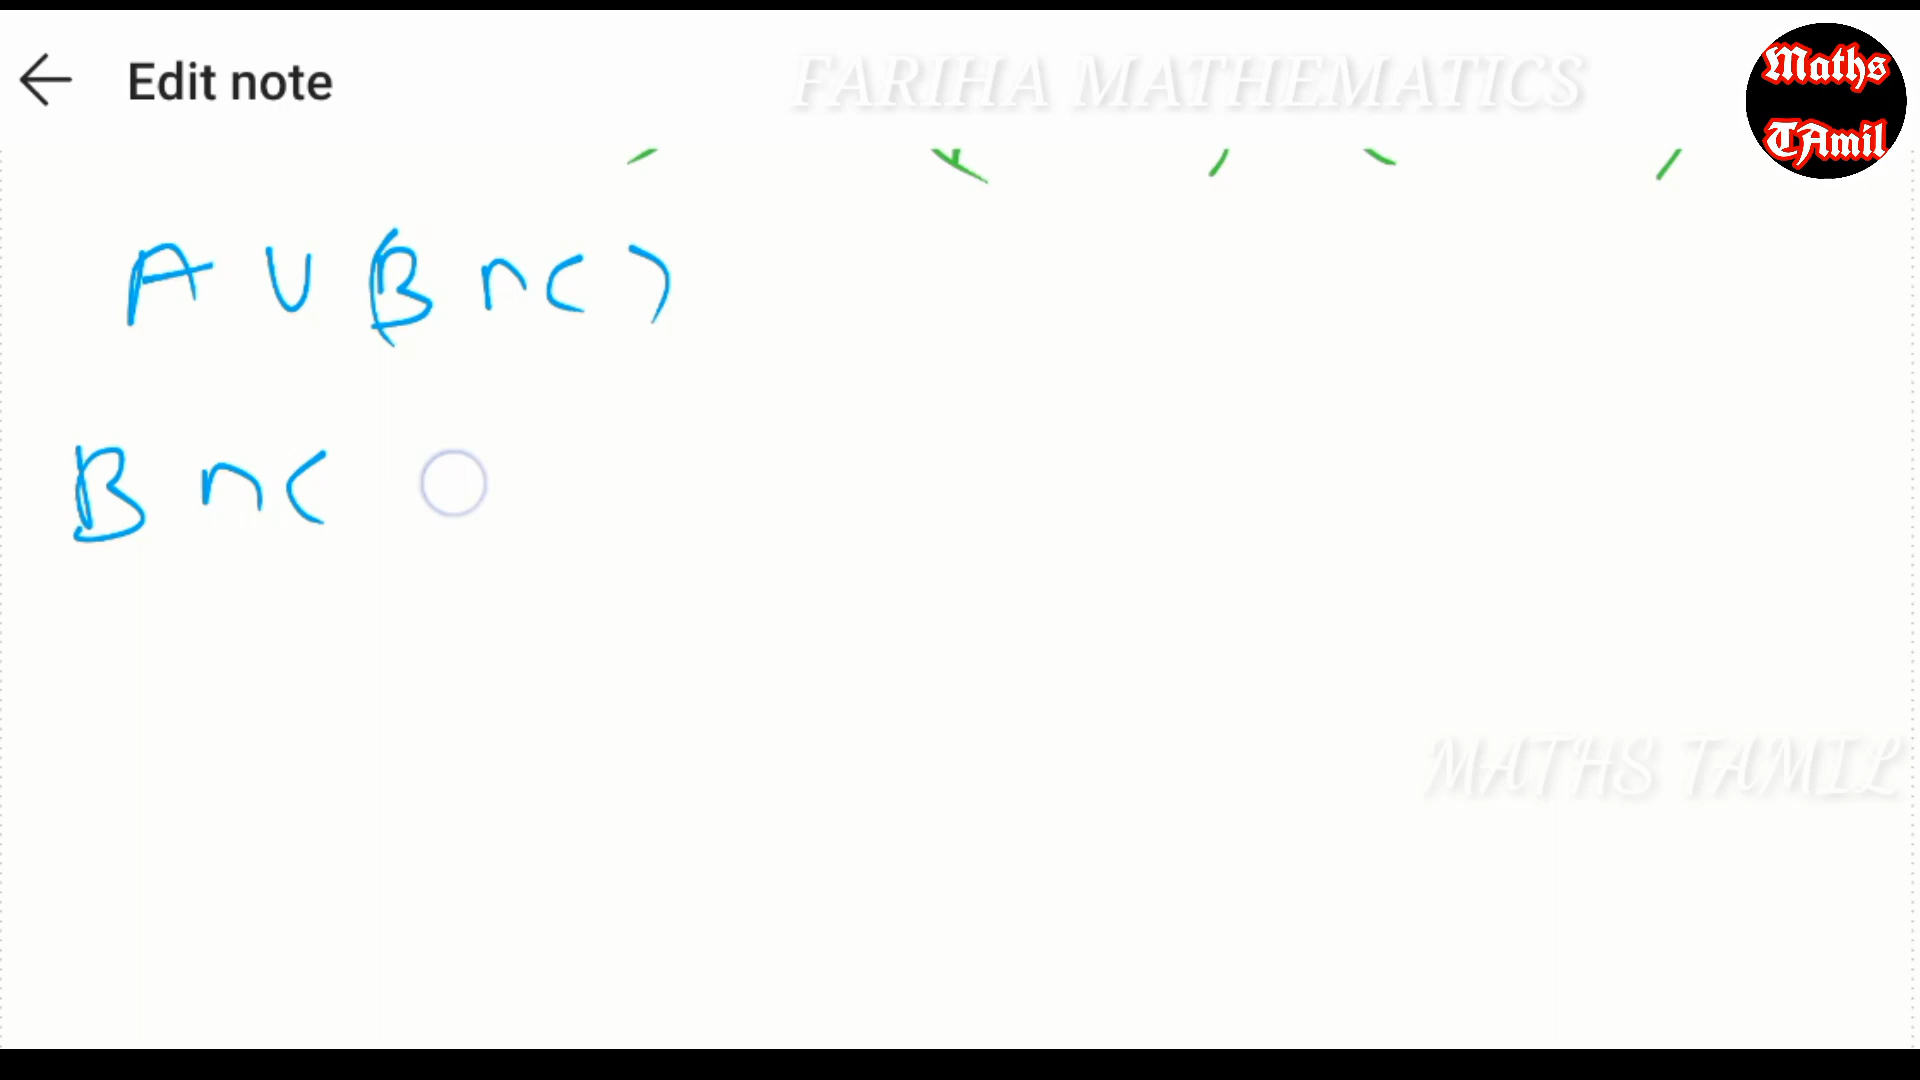 Edit note
FARIHA MATHEMATICS
Maths
TAmil
A ∪ (B ∩ C)
B ∩ C
MATHS TAMIL